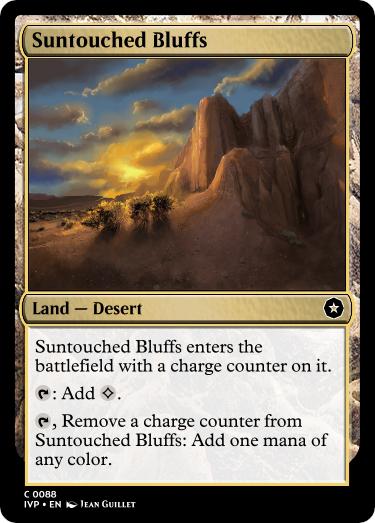 Suntouched Bluffs
Land — Desert
Suntouched Bluffs enters the
battlefield with a charge counter on it.
: Add .
, Remove a charge counter from
Suntouched Bluffs: Add one mana of
any color.
C 0088
IVP • EN Jean Guillet